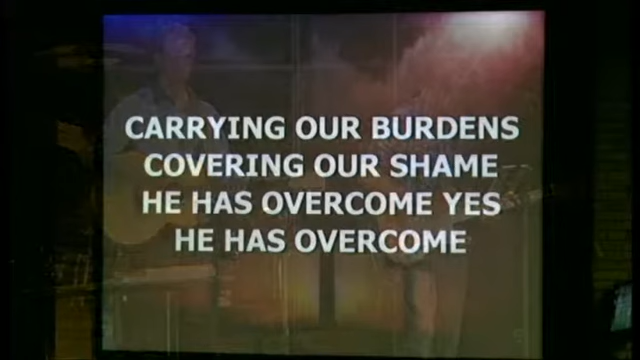 CARRYING OUR BURDENS
COVERING OUR SHAME
HE HAS OVERCOME YES
HE HAS OVERCOME